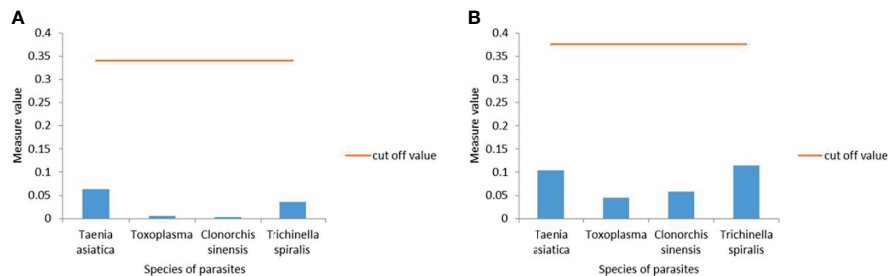 A
0.4
0.35
0.3
0.25
0.2
0.15
0.1
0.05
0
Measure value
Taenia asiatica
Toxoplasma
Clonorchis sinensis
Trichinella spiralis
Species of parasites
cut off value
B
0.4
0.35
0.3
0.25
0.2
0.15
0.1
0.05
0
Measure value
Taenia asiatica
Toxoplasma
Clonorchis sinensis
Trichinella spiralis
Species of parasites
cut off value